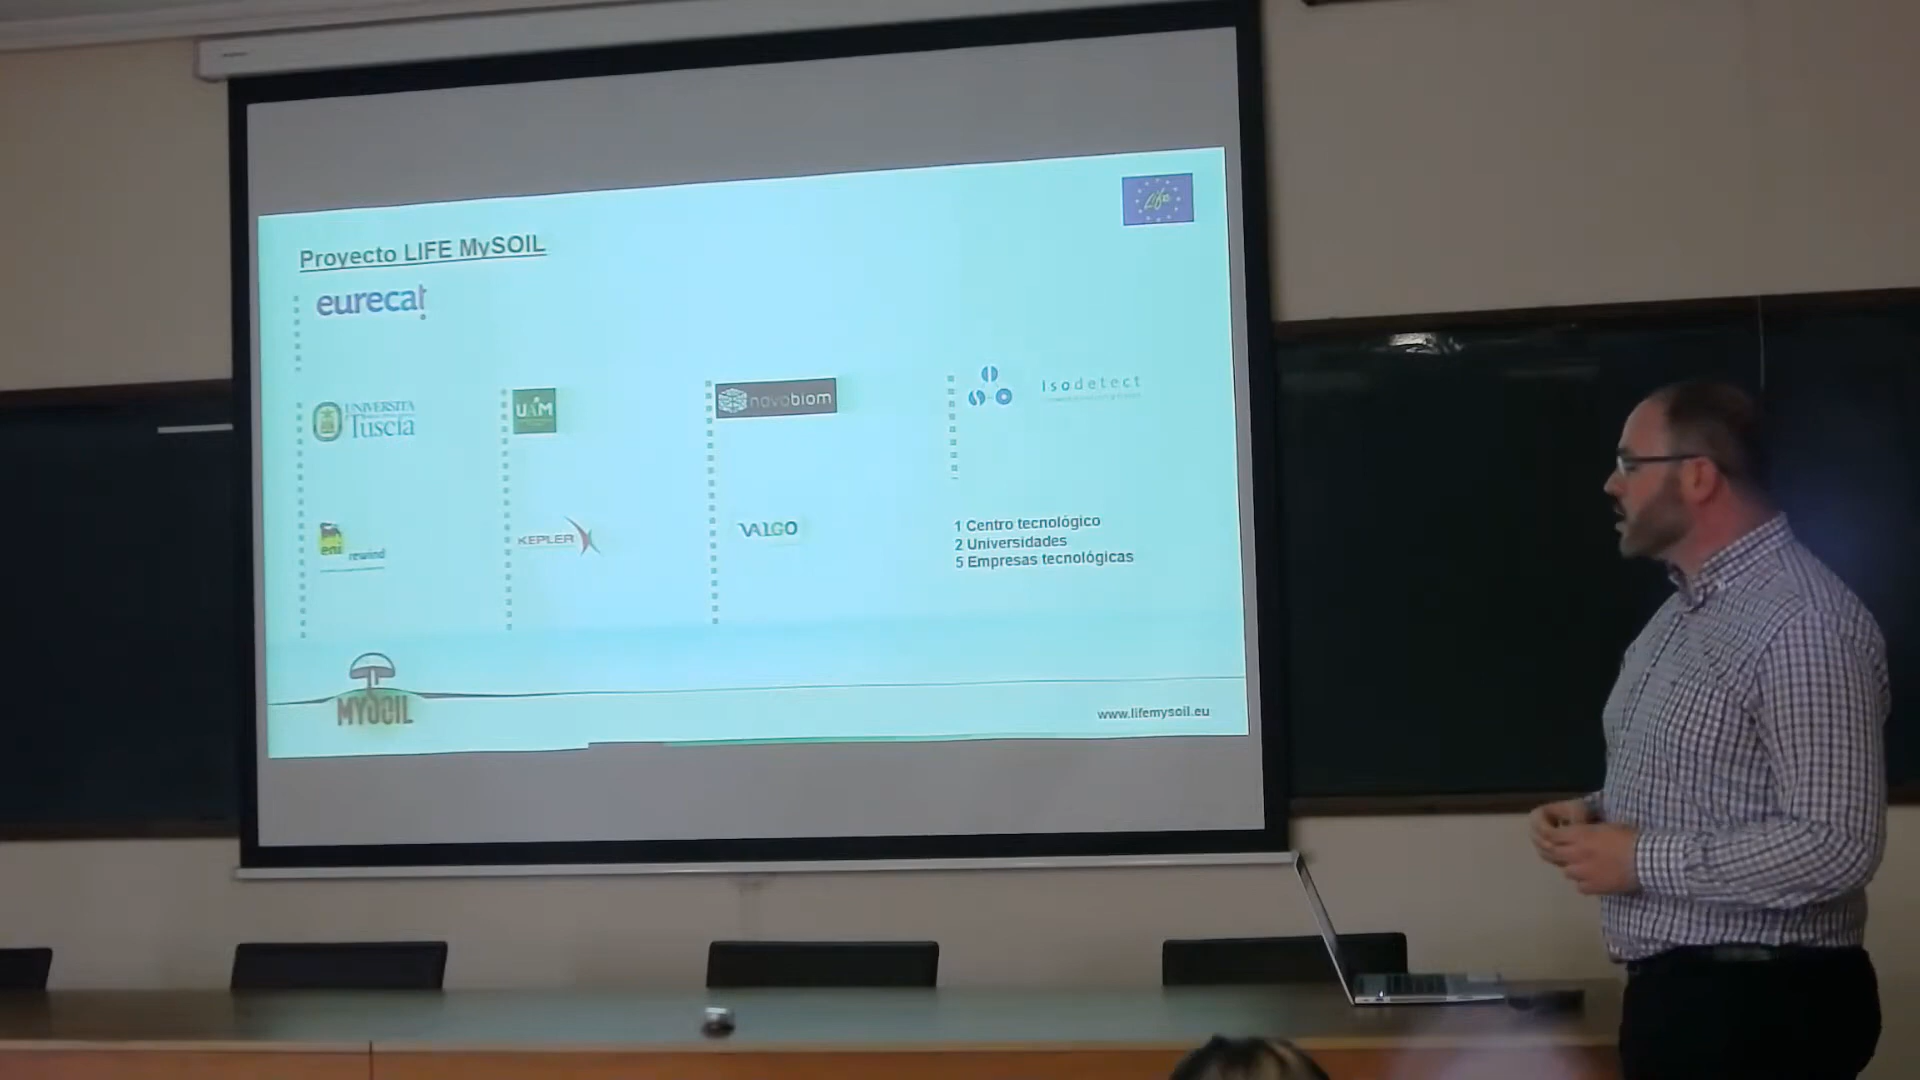 Life
Proyecto LIFE MySOIL
eurecat
UNIVERSITÀ
Tuscia
UAM
novobiom
Isodetect
eni
rewind
KEPLER
VALGO
1 Centro tecnológico
2 Universidades
5 Empresas tecnológicas
MYSOIL
www.lifemysoil.eu